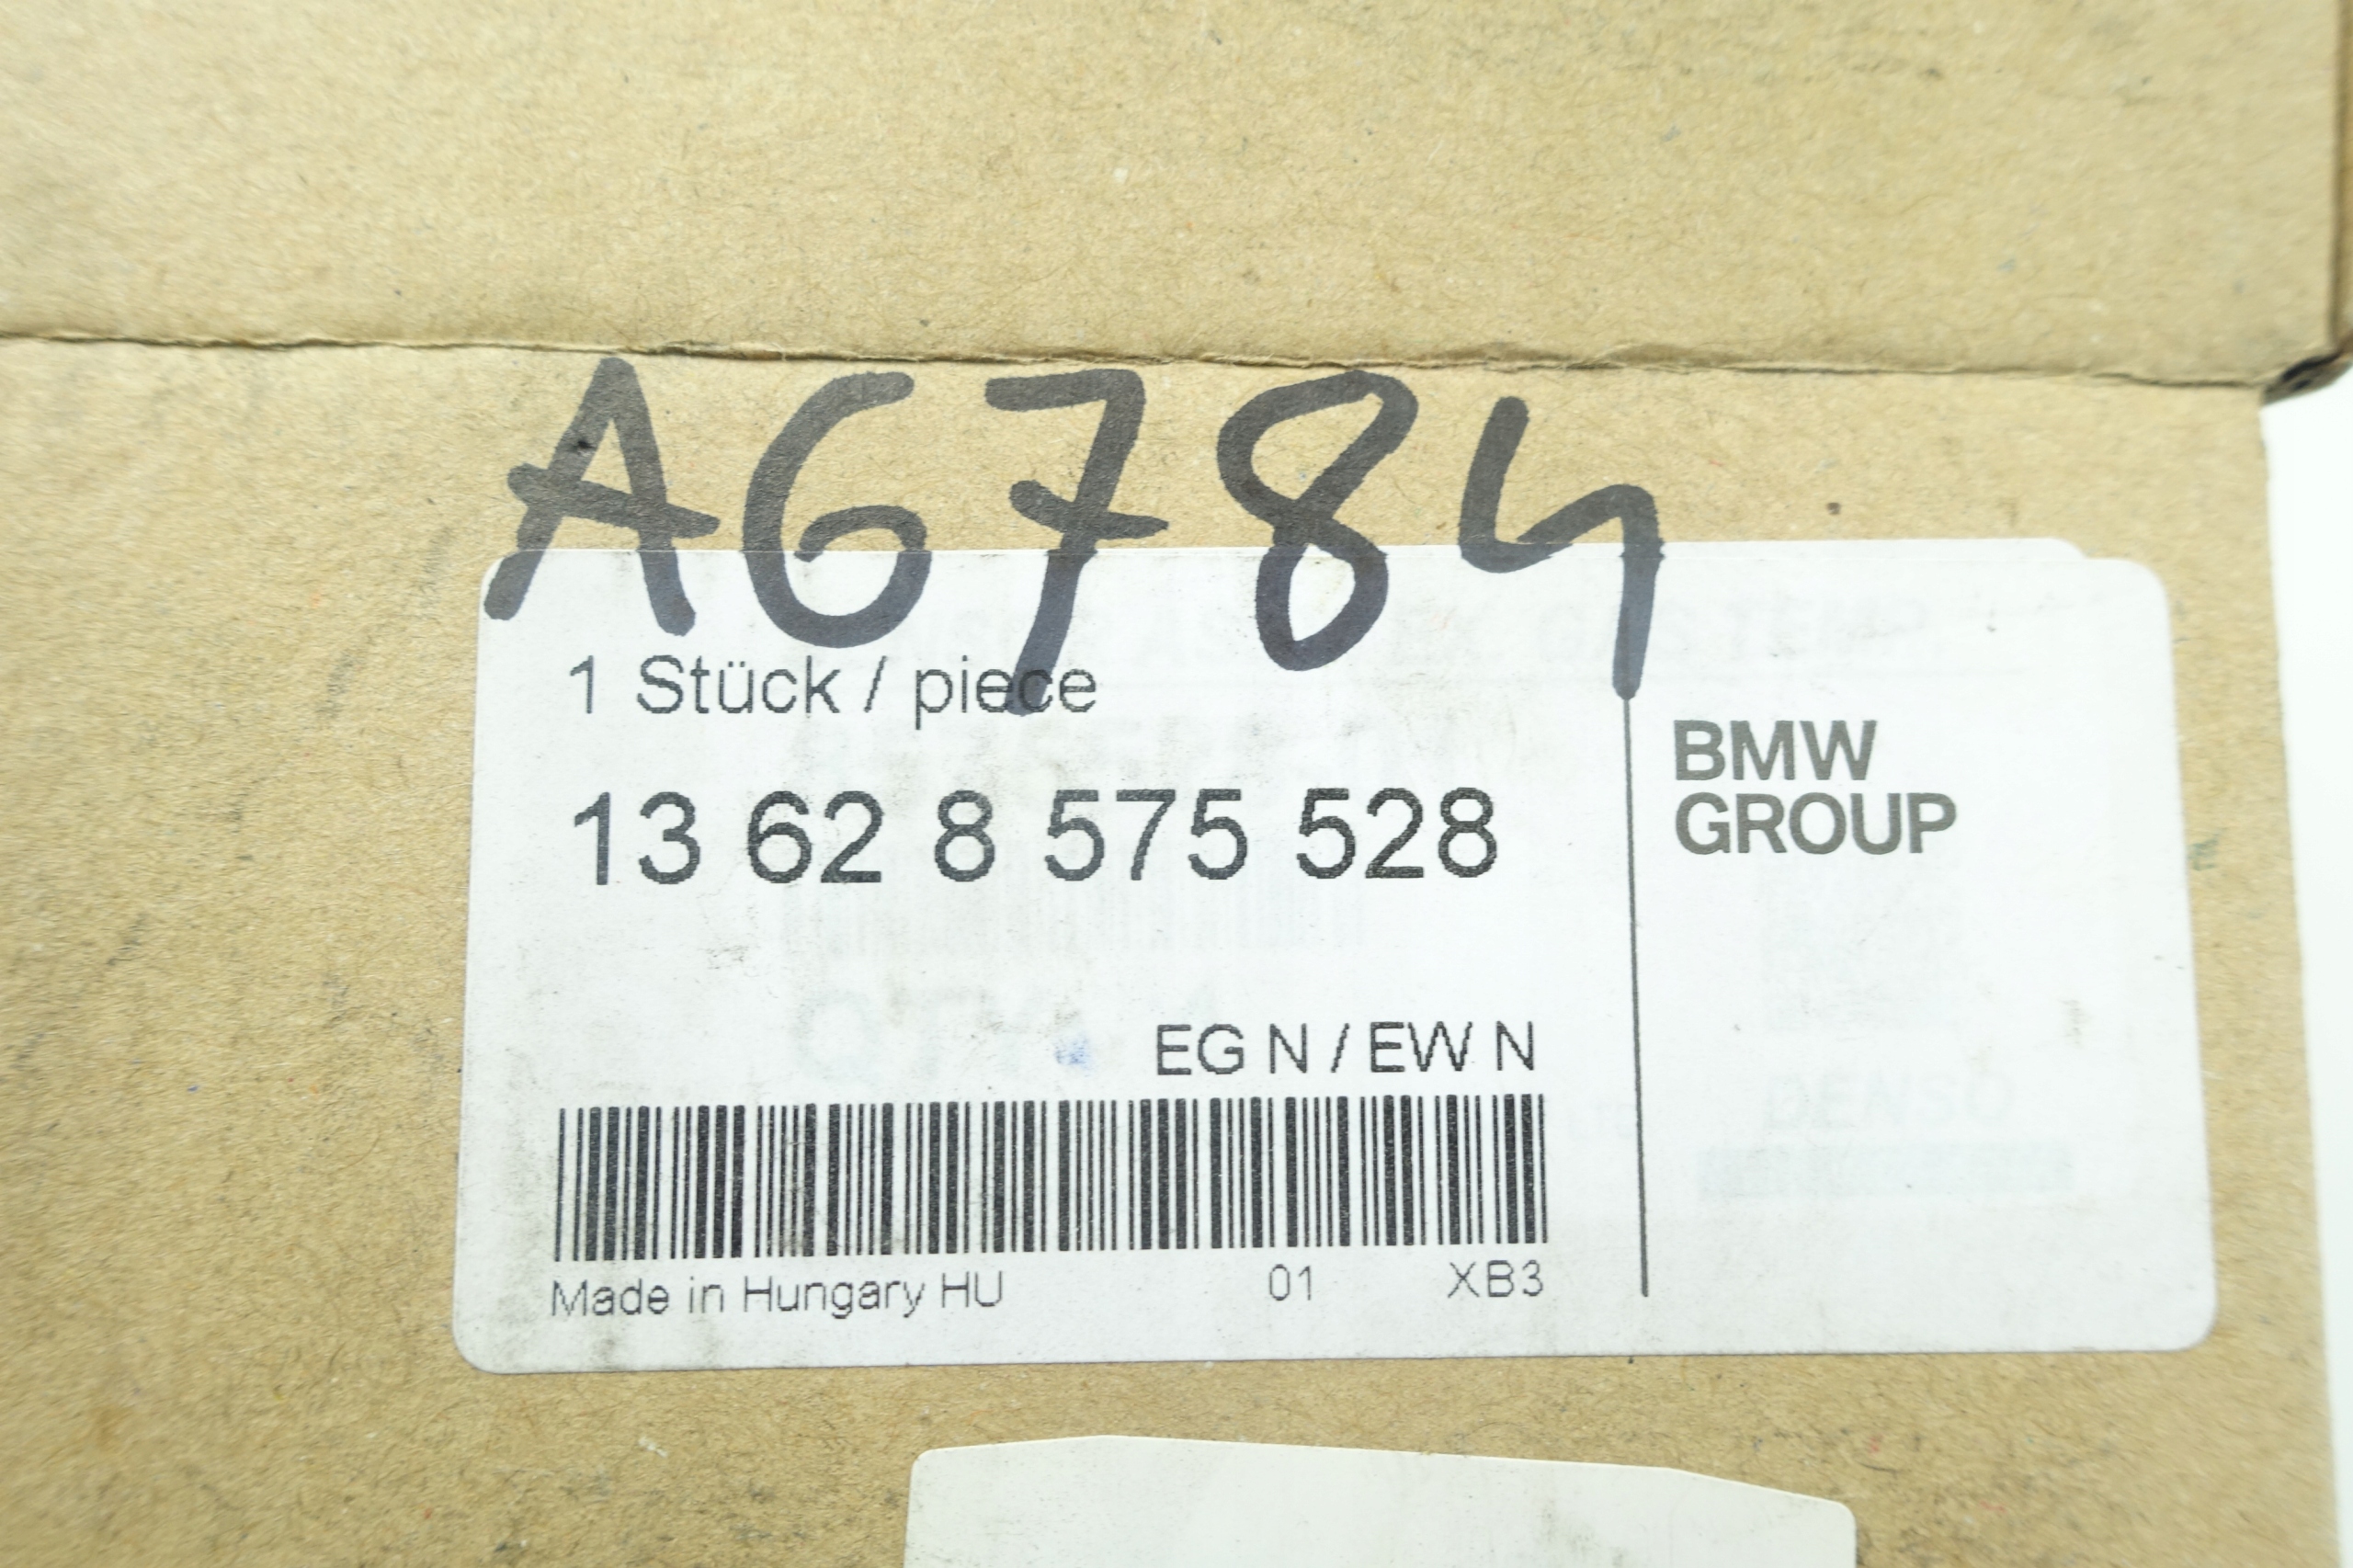 A6784
1 Stück / piece
13 62 8 575 528
BMW
GROUP
EG N / EW N
Made in Hungary HU 01 XB3